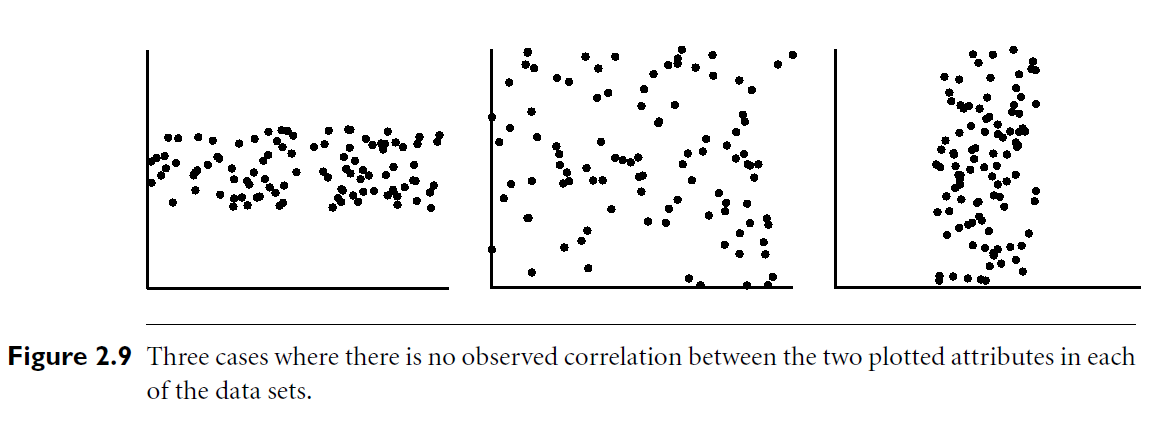 Figure 2.9 Three cases where there is no observed correlation between the two plotted attributes in each
of the data sets.